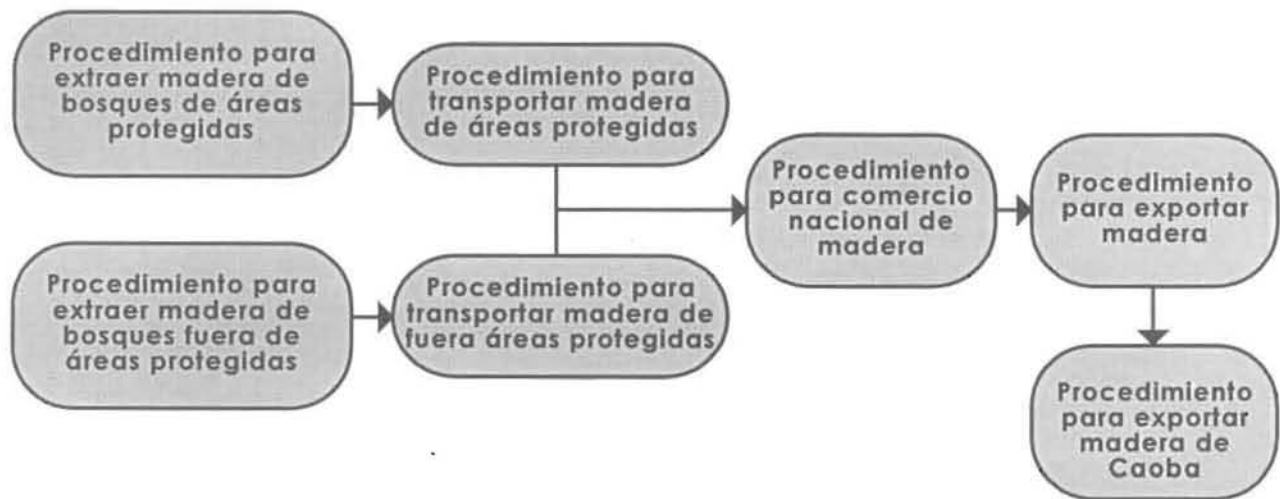 Procedimiento para
extraer madera de
bosques de áreas
protegidas
Procedimiento para
transportar madera
de áreas protegidas
Procedimiento
para comercio
nacional de
madera
Procedimiento
para exportar
madera
Procedimiento para
extraer madera de
bosques fuera de
áreas protegidas
Procedimiento para
transportar madera de
fuera áreas protegidas
Procedimiento
para exportar
madera de
Caoba